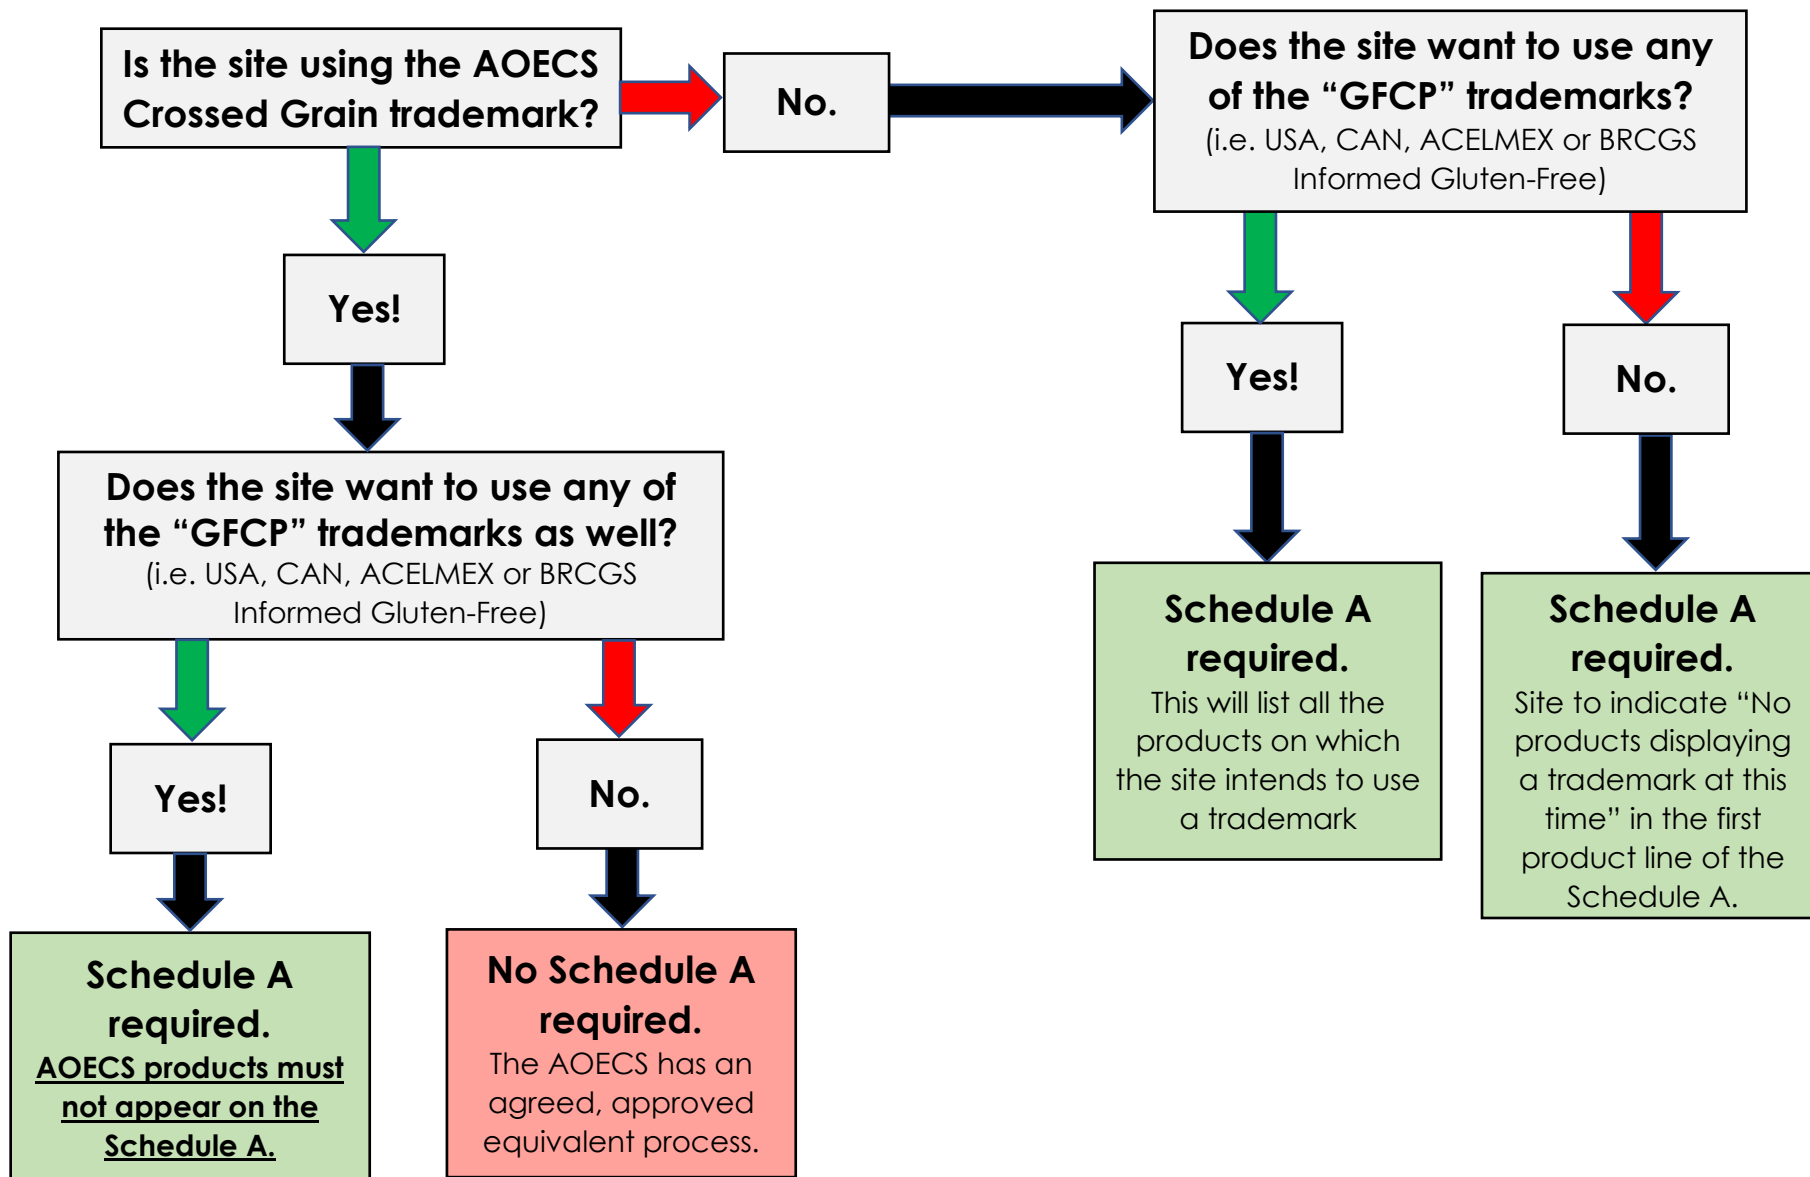 Is the site using the AOECS
Crossed Grain trademark?
No.
Does the site want to use any
of the “GFCP” trademarks?
(i.e. USA, CAN, ACELMEX or BRCGS
Informed Gluten-Free)
Yes!
Does the site want to use any of
the “GFCP” trademarks as well?
(i.e. USA, CAN, ACELMEX or BRCGS
Informed Gluten-Free)
Yes!
No.
Schedule A
required.
AOECS products must
not appear on the
Schedule A.
No Schedule A
required.
The AOECS has an
agreed, approved
equivalent process.
Yes!
No.
Schedule A
required.
This will list all the
products on which
the site intends to use
a trademark
Schedule A
required.
Site to indicate “No
products displaying
a trademark at this
time” in the first
product line of the
Schedule A.